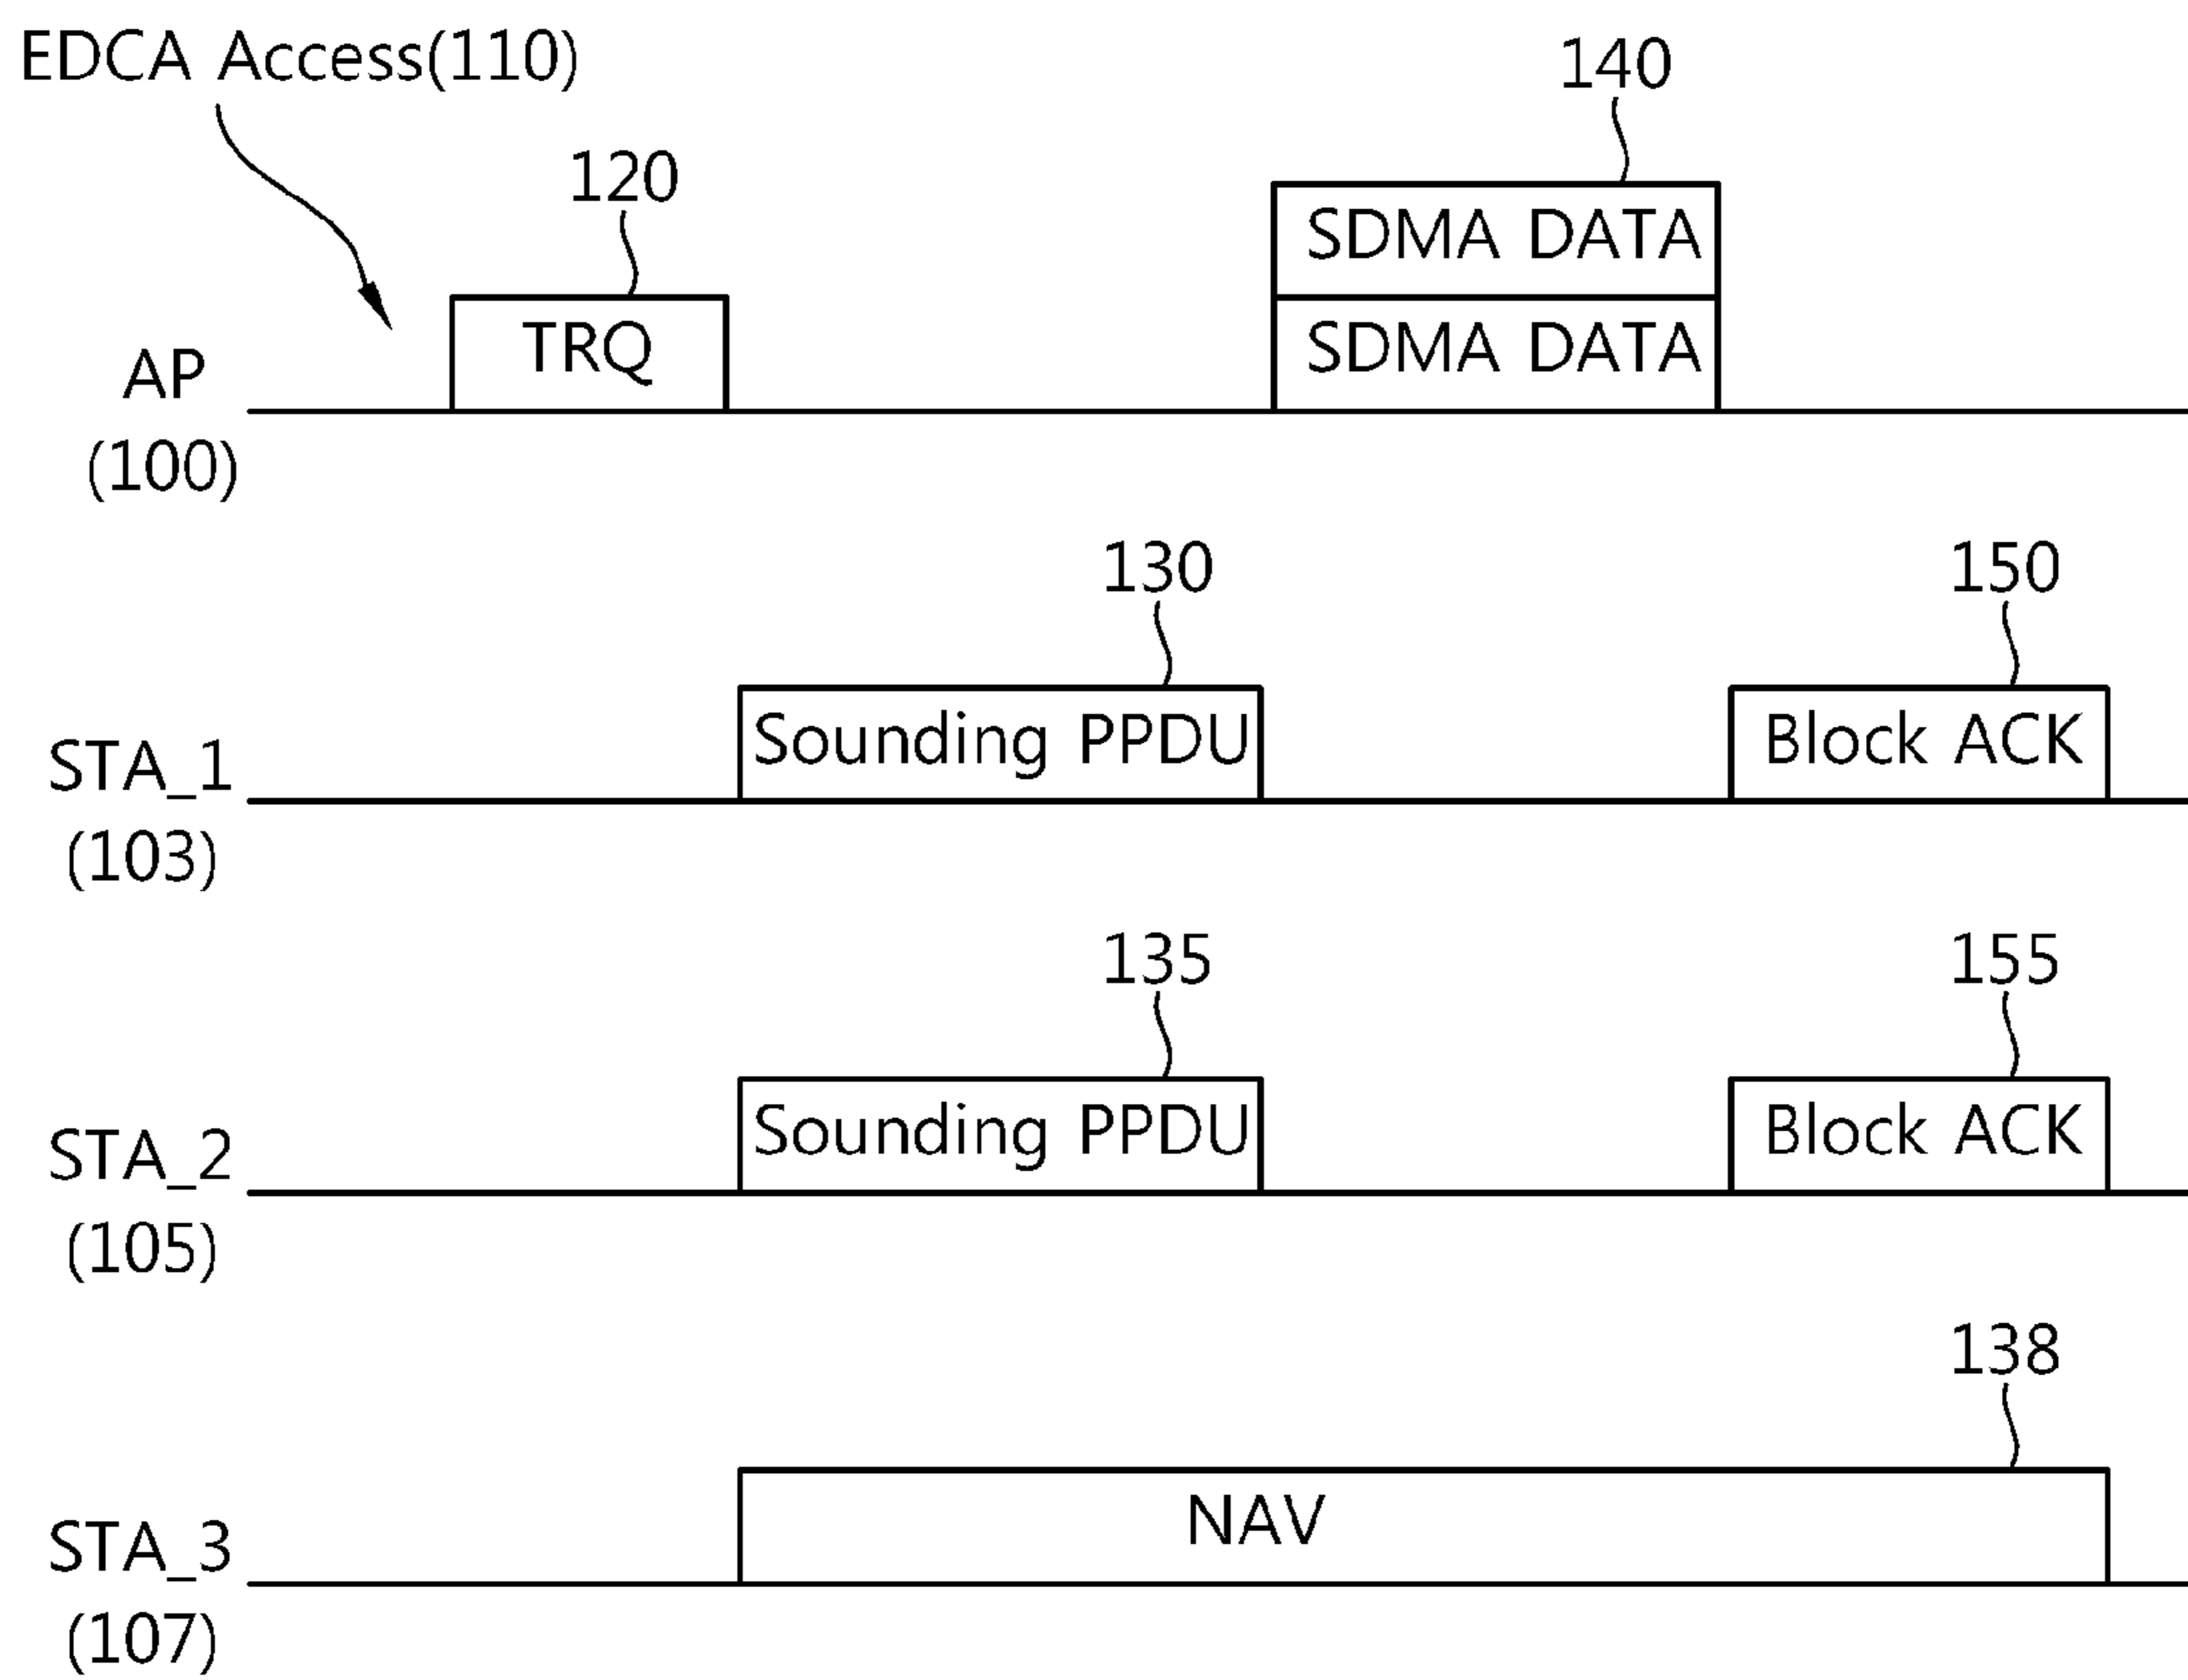 EDCA Access(110)
140
120
SDMA DATA
TRQ
SDMA DATA
AP
(100)
130
150
Sounding PPDU
Block ACK
STA_1
(103)
135
155
Sounding PPDU
Block ACK
STA_2
(105)
138
NAV
STA_3
(107)